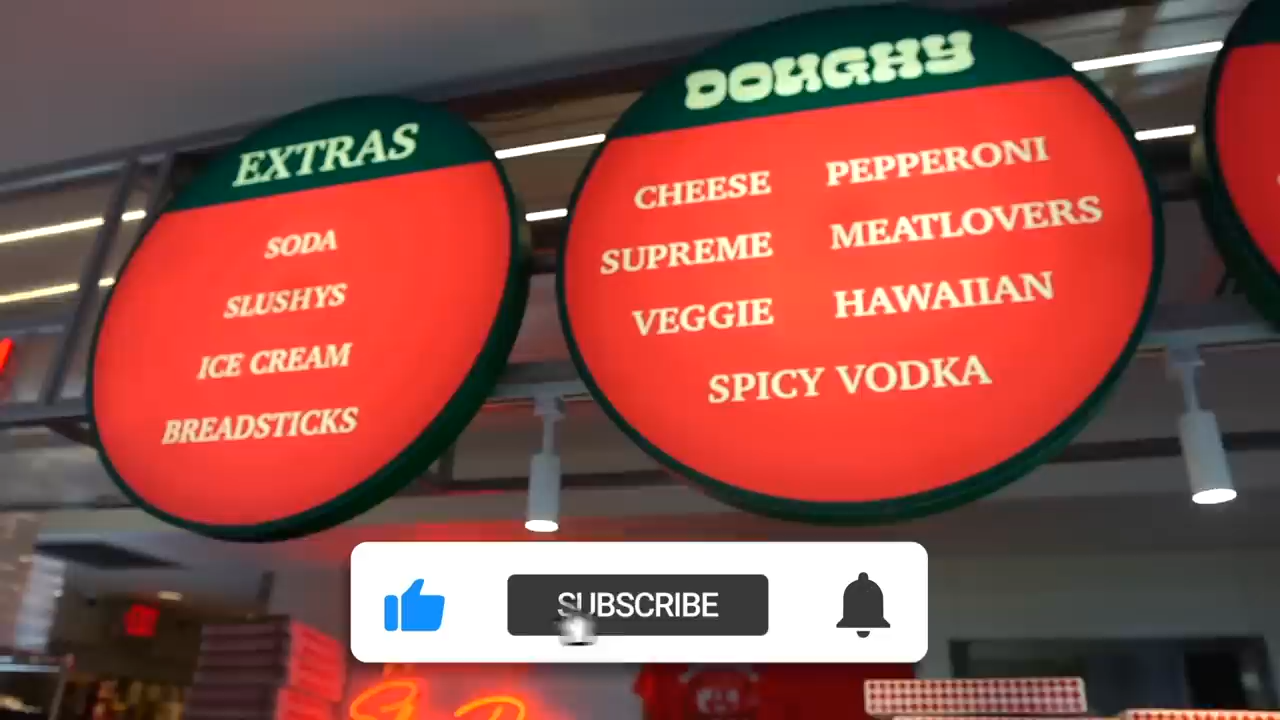 EXTRAS
SODA
SLUSHYS
ICE CREAM
BREADSTICKS
DOUGHY
CHEESE PEPPERONI
SUPREME MEATLOVERS
VEGGIE HAWAIIAN
SPICY VODKA
SUBSCRIBE